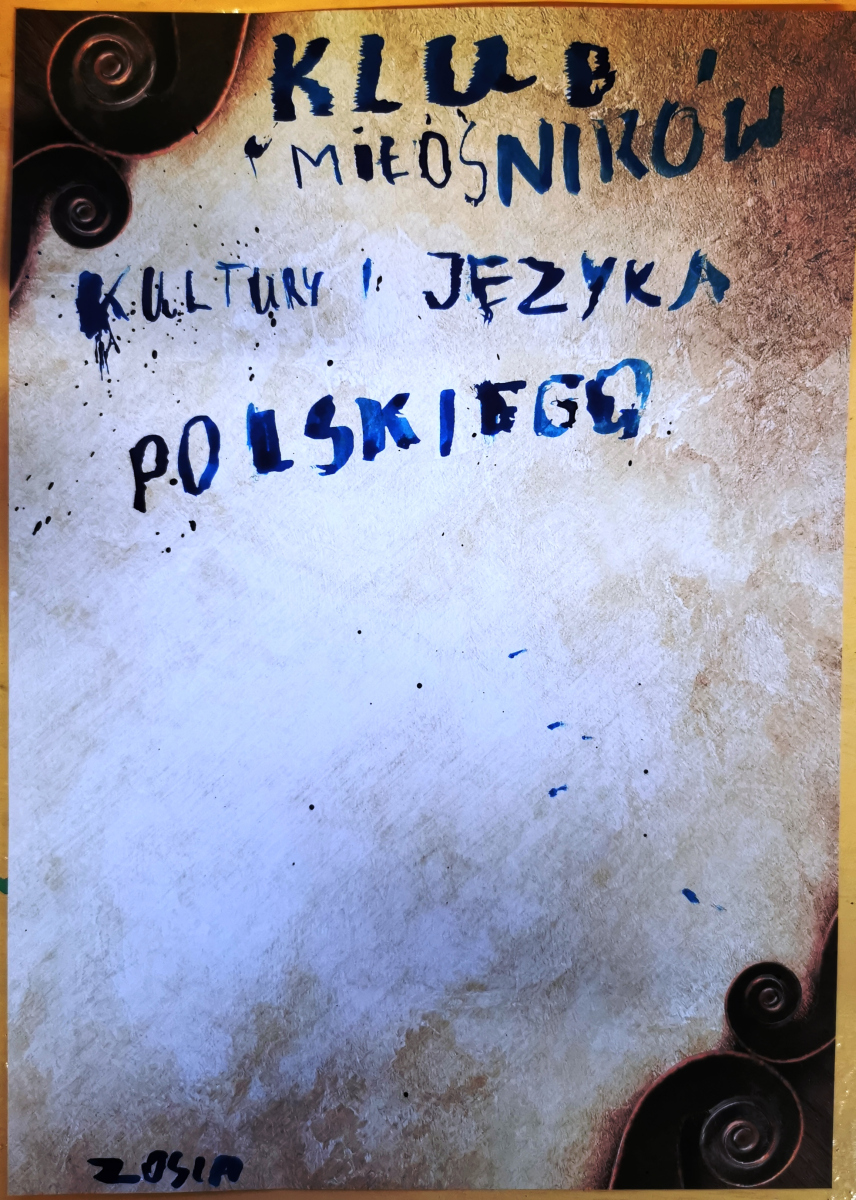 KLUB
MIŁOŚNIKÓW
KULTURY I JĘZYKA
POLSKIEGO
ZOSIA